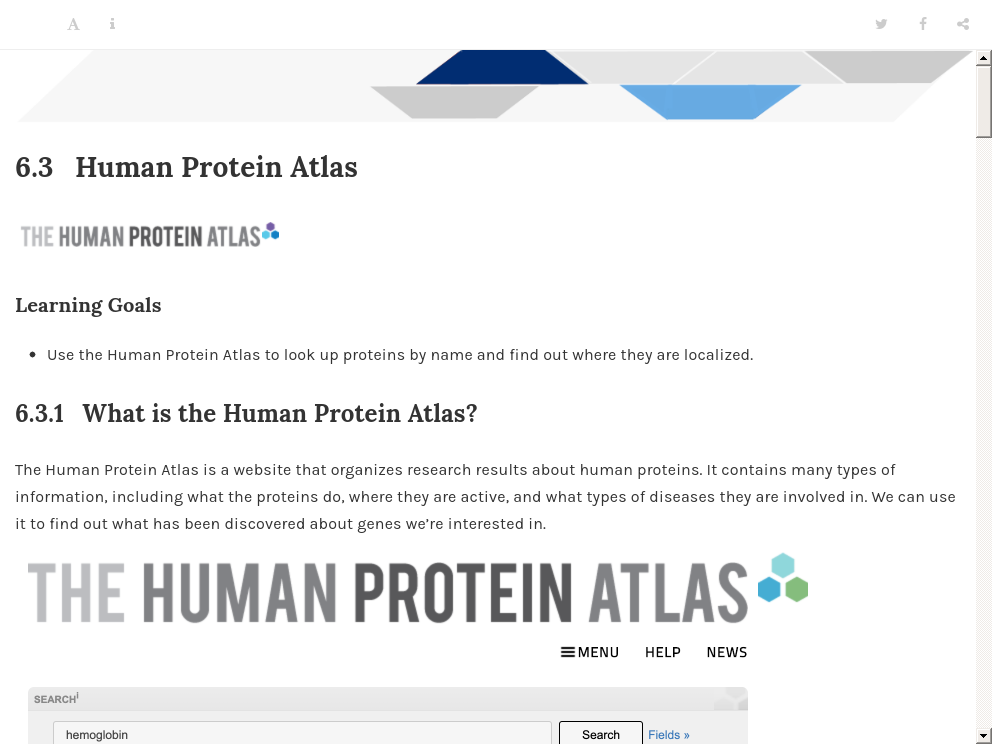 6.3 Human Protein Atlas
THE HUMAN PROTEIN ATLAS
Learning Goals
• Use the Human Protein Atlas to look up proteins by name and find out where they are localized.
6.3.1 What is the Human Protein Atlas?
The Human Protein Atlas is a website that organizes research results about human proteins. It contains many types of
information, including what the proteins do, where they are active, and what types of diseases they are involved in. We can use
it to find out what has been discovered about genes we’re interested in.
THE HUMAN PROTEIN ATLAS
MENU HELP NEWS
SEARCHi
hemoglobin Search Fields »